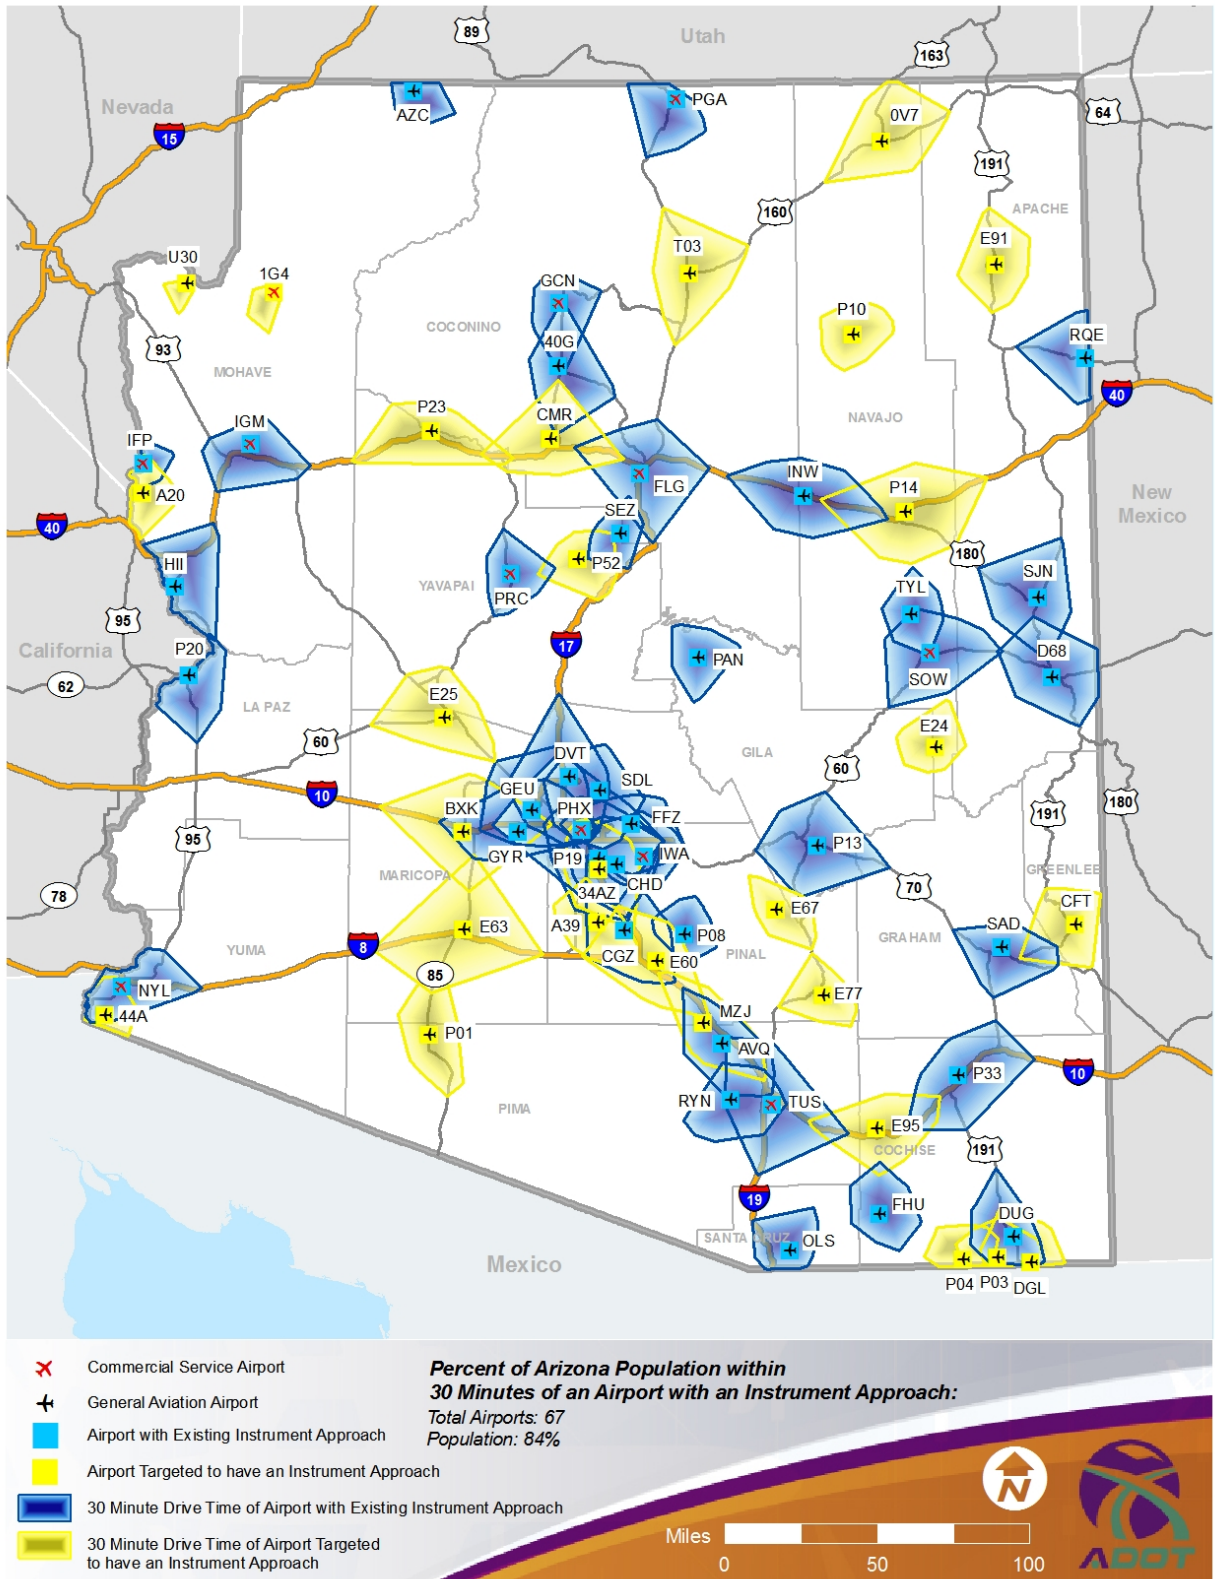 89
Utah
163
Nevada
AZC
PGA
0V7
64
15
191
160
APACHE
U30
1G4
T03
E91
GCN
P10
COCONINO
40G
RQE
93
MOHAVE
40
P23
CMR
NAVAJO
IGM
IFP
A20
FLG
INW
P14
New
Mexico
40
SEZ
180
HII
YAVAPAI
PRC
P52
TYL
SJN
95
California
17
P20
PAN
SOW
D68
62
E25
LA PAZ
E24
60
GILA
DVT
60
10
GEU
SDL
180
BXK
PHX
FFZ
191
95
GYR
P19
IWA
P13
MARICOPA
CHD
GREENLEE
78
34AZ
70
CFT
E67
A39
E63
P08
SAD
YUMA
8
CGZ
E60
PINAL
GRAHAM
85
NYL
E77
44A
MZJ
P01
AVQ
P33
10
RYN
TUS
PIMA
E95
COCHISE
191
19
FHU
DUG
SANTA CRUZ
OLS
Mexico
P04
P03
DGL
Commercial Service Airport
General Aviation Airport
Airport with Existing Instrument Approach
Airport Targeted to have an Instrument Approach
30 Minute Drive Time of Airport with Existing Instrument Approach
30 Minute Drive Time of Airport Targeted
to have an Instrument Approach
Percent of Arizona Population within
30 Minutes of an Airport with an Instrument Approach:
Total Airports: 67
Population: 84%
N
Miles
0
50
100
ADOT